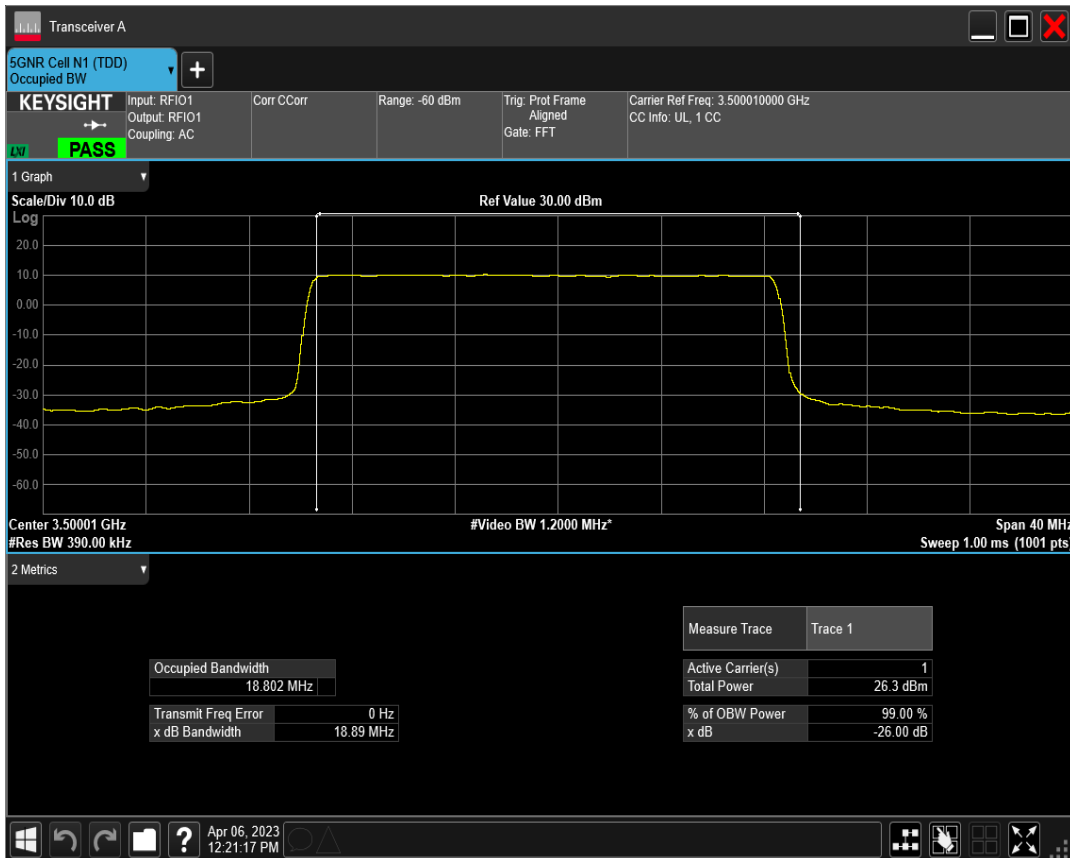 Transceiver A
5GNR Cell N1 (TDD)
Occupied BW
+
KEYSIGHT
LXI
PASS
Input: RFIO1
Output: RFIO1
Coupling: AC
Corr CCorr
Range: -60 dBm
Trig: Prot Frame
Aligned
Gate: FFT
Carrier Ref Freq: 3.500010000 GHz
CC Info: UL, 1 CC
1 Graph
Scale/Div 10.0 dB
Ref Value 30.00 dBm
Log
20.0
10.0
0.00
-10.0
-20.0
-30.0
-40.0
-50.0
-60.0
Center 3.50001 GHz
#Video BW 1.2000 MHz*
Span 40 MHz
#Res BW 390.00 kHz
Sweep 1.00 ms (1001 pts)
2 Metrics
Measure Trace Trace 1
Occupied Bandwidth
18.802 MHz
Active Carrier(s) 1
Total Power 26.3 dBm
Transmit Freq Error 0 Hz
x dB Bandwidth 18.89 MHz
% of OBW Power 99.00 %
x dB -26.00 dB
?
Apr 06, 2023
12:21:17 PM